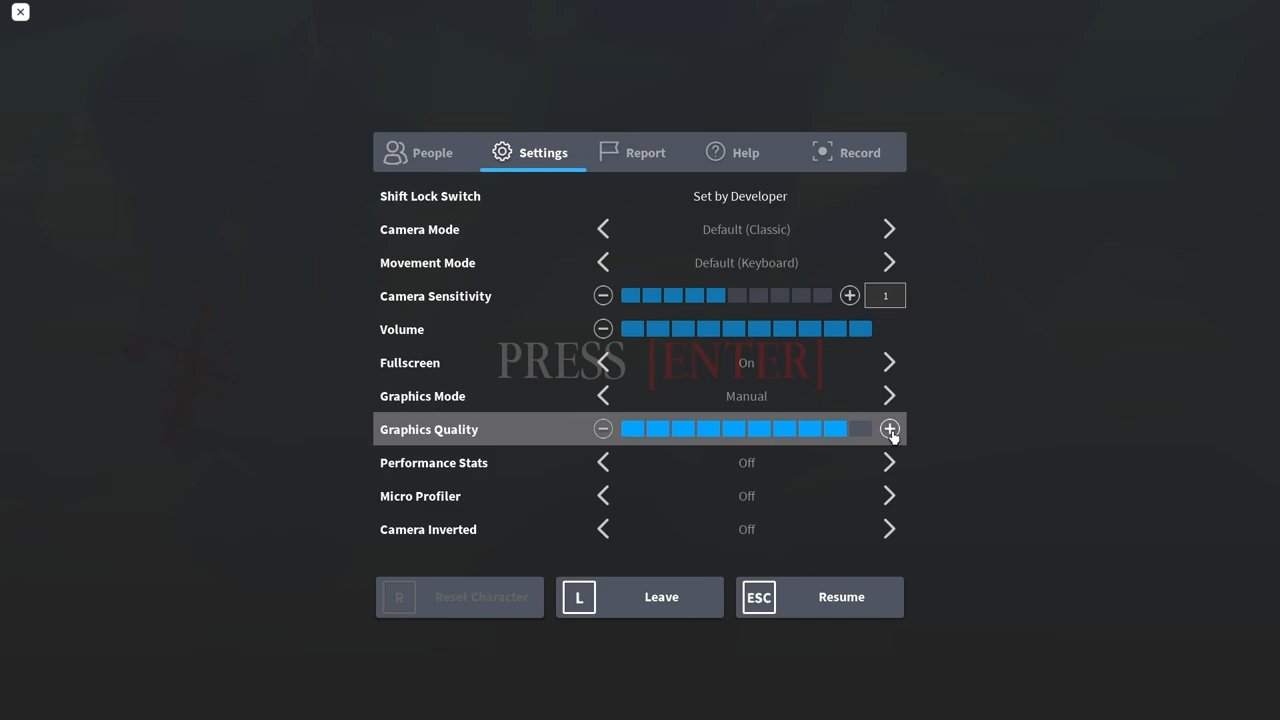 People Settings Report Help Record
Shift Lock Switch Set by Developer
Camera Mode Default (Classic)
Movement Mode Default (Keyboard)
Camera Sensitivity 1
Volume
PRESS [ENTER]
Fullscreen On
Graphics Mode Manual
Graphics Quality
Performance Stats Off
Micro Profiler Off
Camera Inverted Off
R Reset Character L Leave ESC Resume